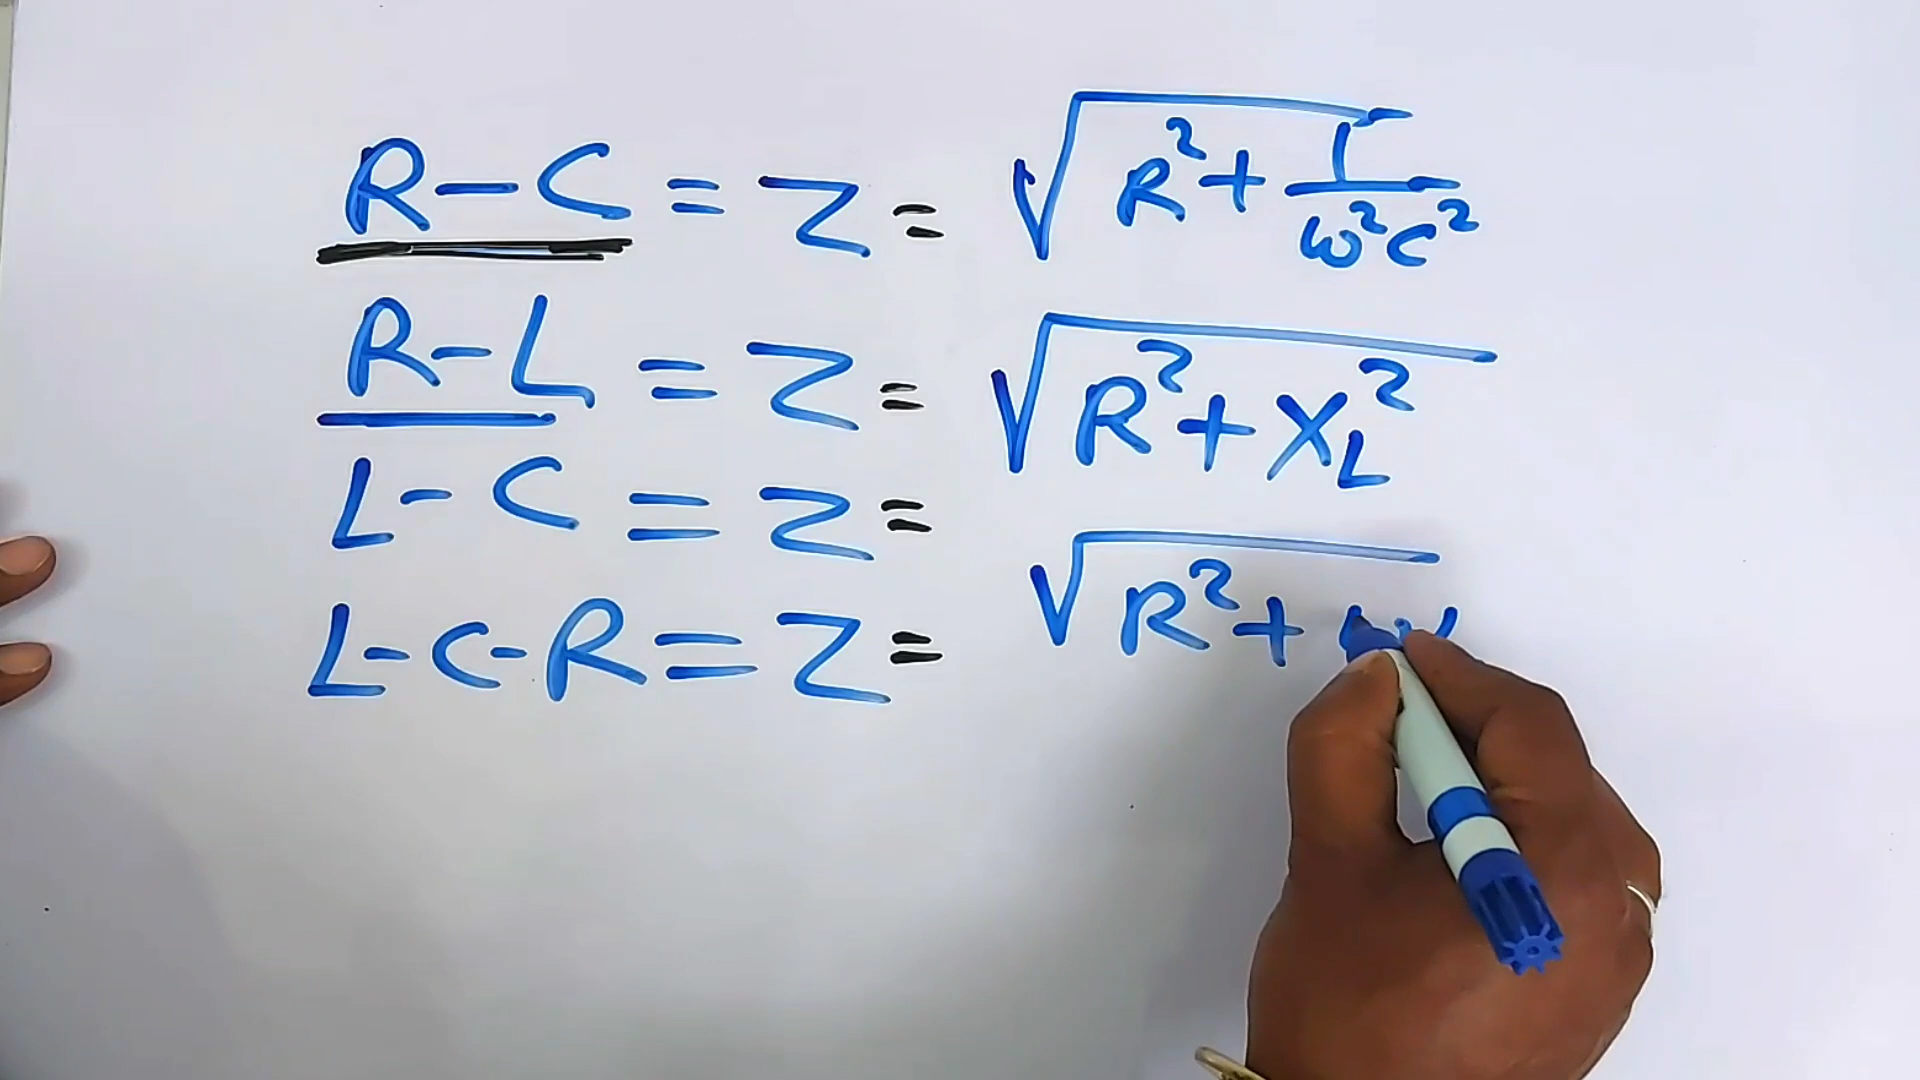 R-C = Z = √R² + 1/ω²C²
R-L = Z = √R² + X_L²
L-C = Z =
√R² +
L-C-R = Z =